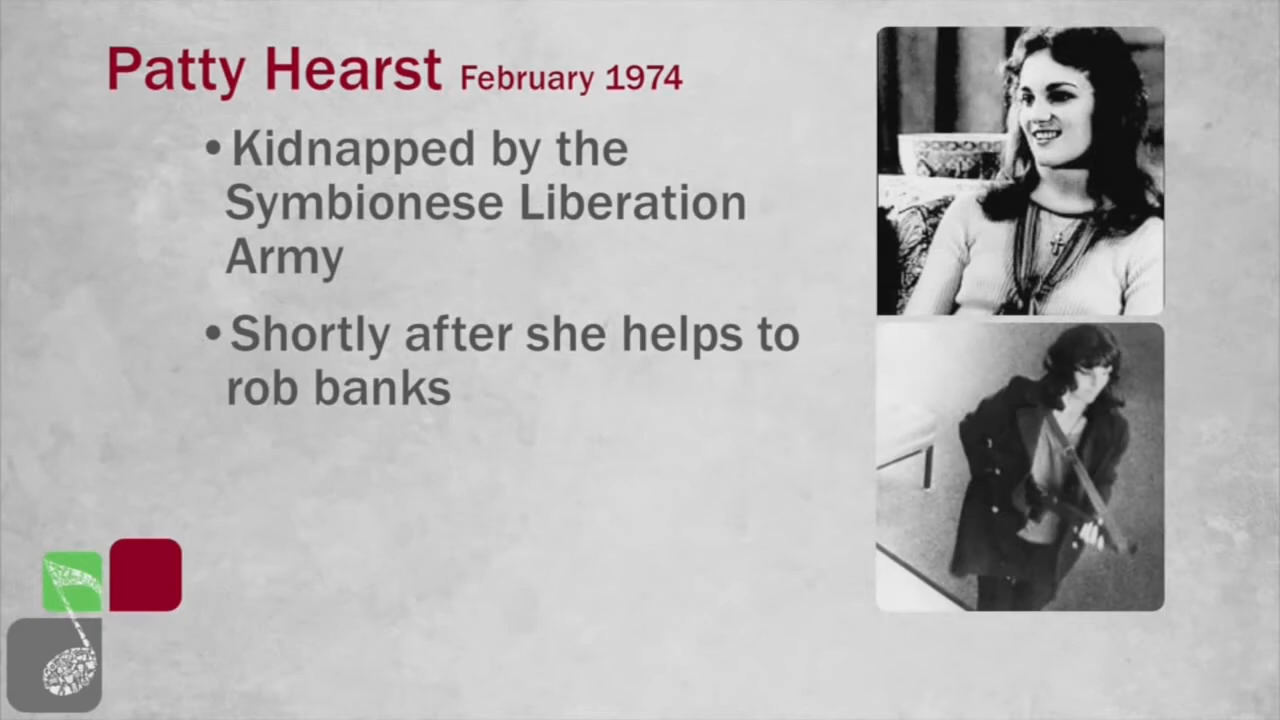 Patty Hearst February 1974
•Kidnapped by the
Symbionese Liberation
Army
•Shortly after she helps to
rob banks